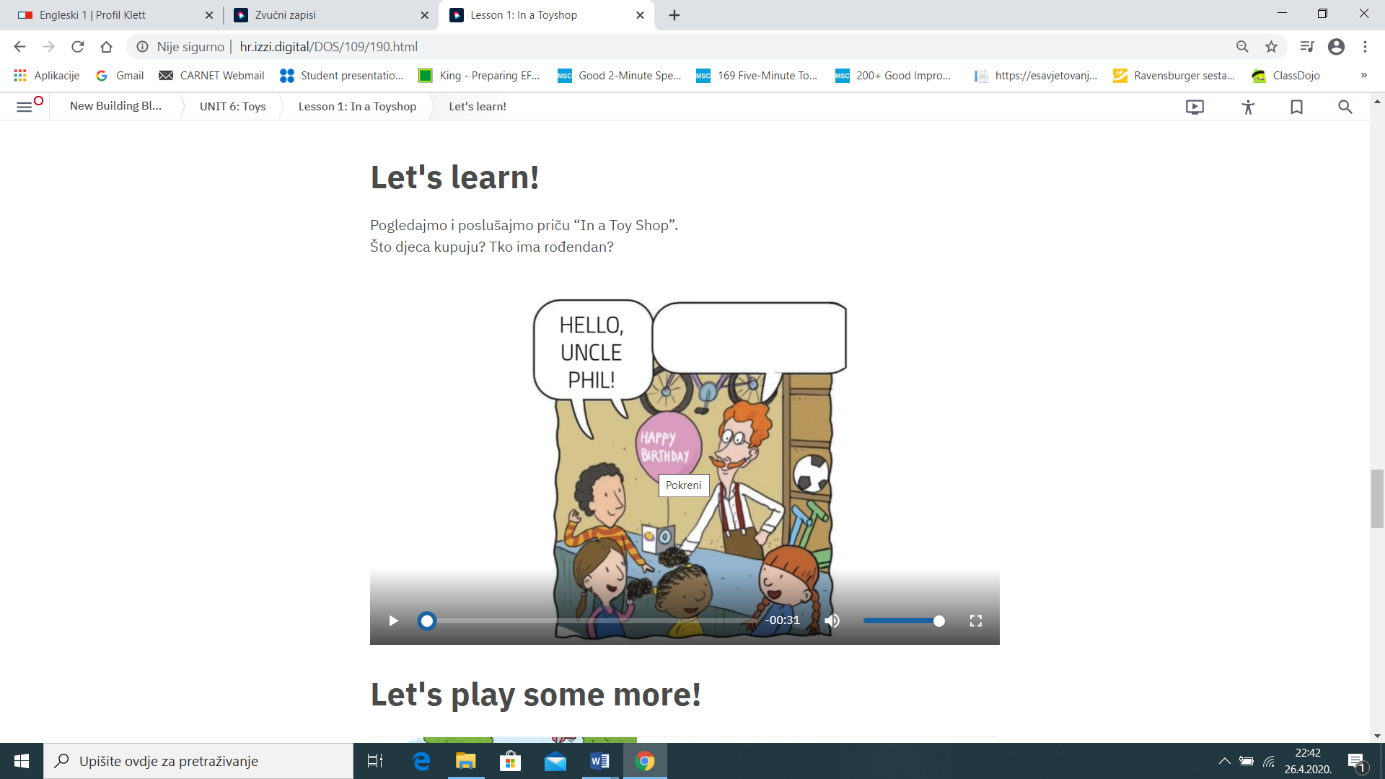 Engleski 1 | Profil Klett
Zvučni zapisi
Lesson 1: In a Toyshop
Nije sigurno | hr.izzi.digital/DOS/109/190.html
Aplikacije
Gmail
CARNET Webmail
Student presentatio...
King - Preparing EF...
MSC Good 2-Minute Spe...
MSC 169 Five-Minute To...
MSC 200+ Good Impro...
https://esavjetovanj...
Ravensburger sesta...
ClassDojo
»
New Building Bl...
UNIT 6: Toys
Lesson 1: In a Toyshop
Let's learn!
Let's learn!
Pogledajmo i poslušajmo priču “In a Toy Shop”.
Što djeca kupuju? Tko ima rođendan?
HELLO,
UNCLE
PHIL!
HAPPY
BIRTHDAY
Pokreni
-00:31
Let's play some more!
Upišite ovdje za pretraživanje
22:42
26.4.2020.
1